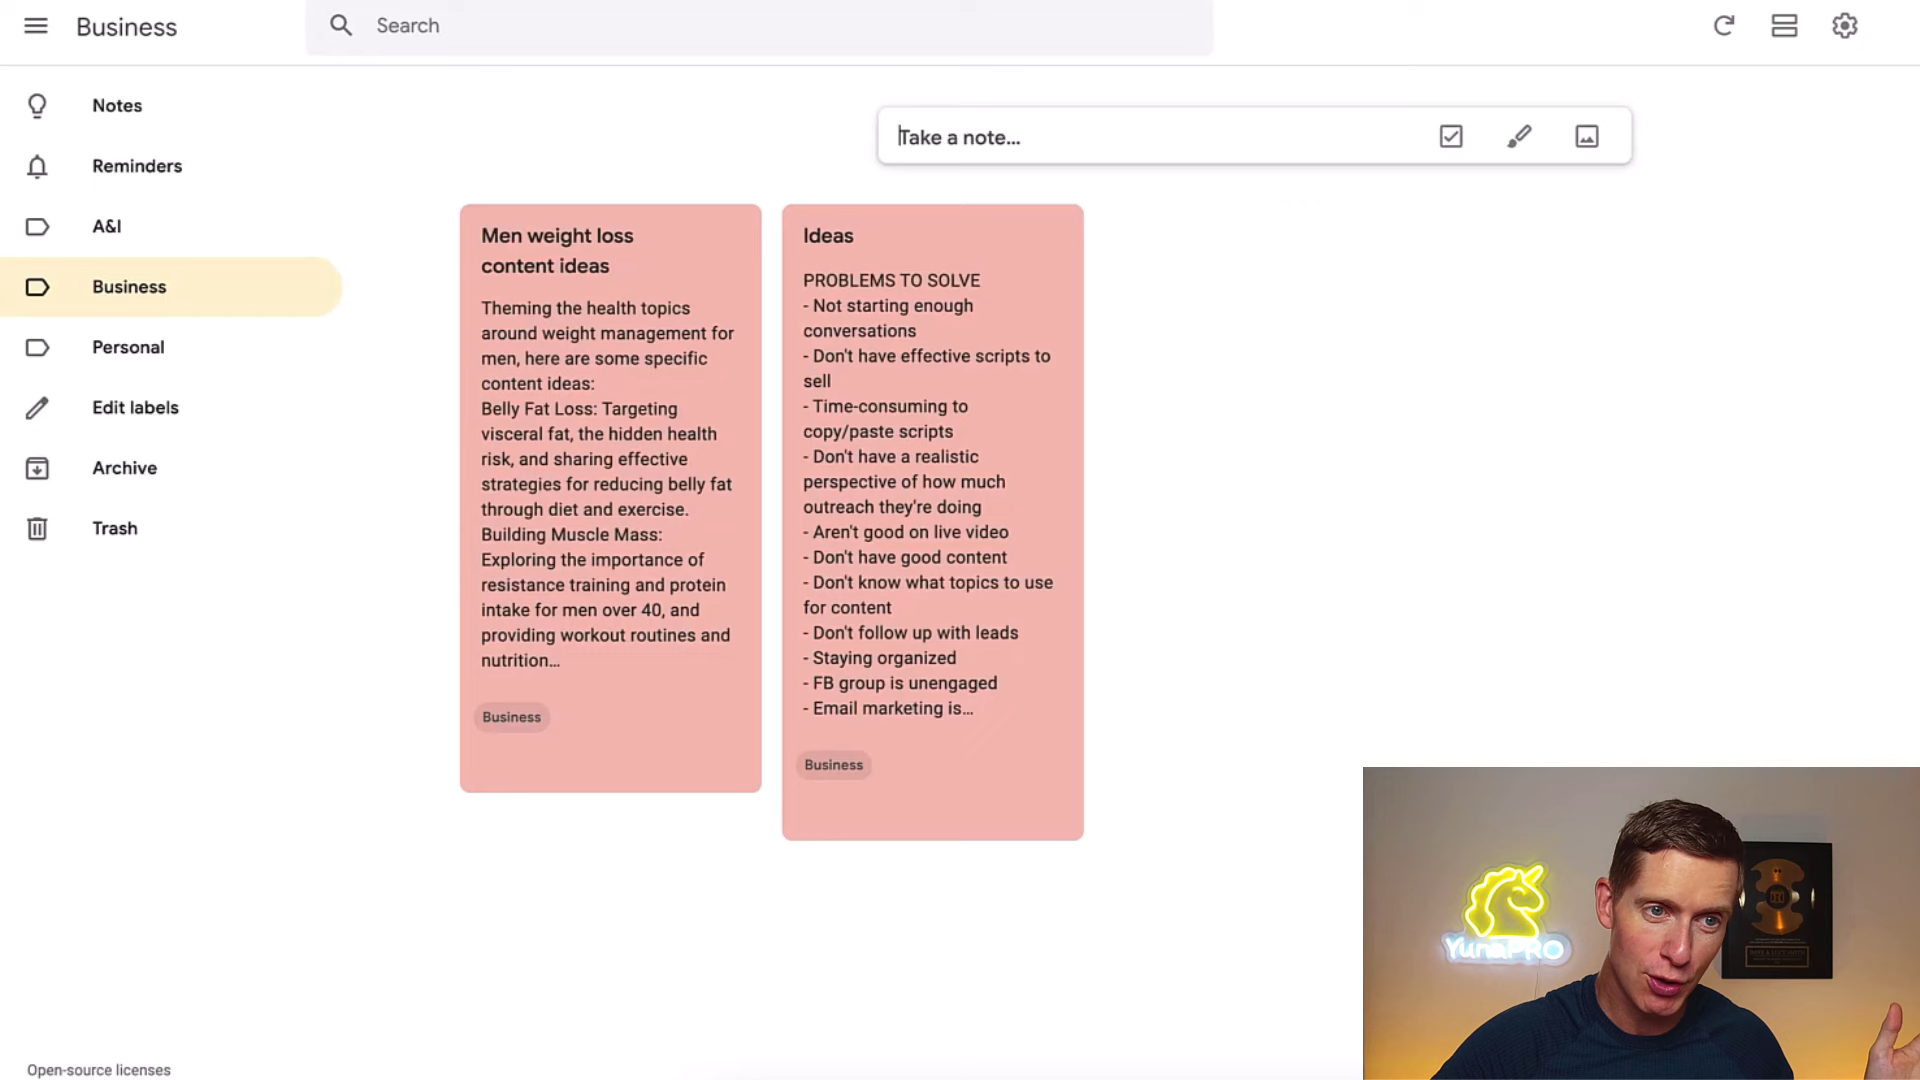 Business
Search
Notes
Reminders
A&I
Business
Personal
Edit labels
Archive
Trash
Take a note...
Men weight loss
content ideas
Theming the health topics
around weight management for
men, here are some specific
content ideas:
Belly Fat Loss: Targeting
visceral fat, the hidden health
risk, and sharing effective
strategies for reducing belly fat
through diet and exercise.
Building Muscle Mass:
Exploring the importance of
resistance training and protein
intake for men over 40, and
providing workout routines and
nutrition...
Business
Ideas
PROBLEMS TO SOLVE
- Not starting enough
conversations
- Don't have effective scripts to
sell
- Time-consuming to
copy/paste scripts
- Don't have a realistic
perspective of how much
outreach they're doing
- Aren't good on live video
- Don't have good content
- Don't know what topics to use
for content
- Don't follow up with leads
- Staying organized
- FB group is unengaged
- Email marketing is...
Business
YunaPRO
Open-source licenses